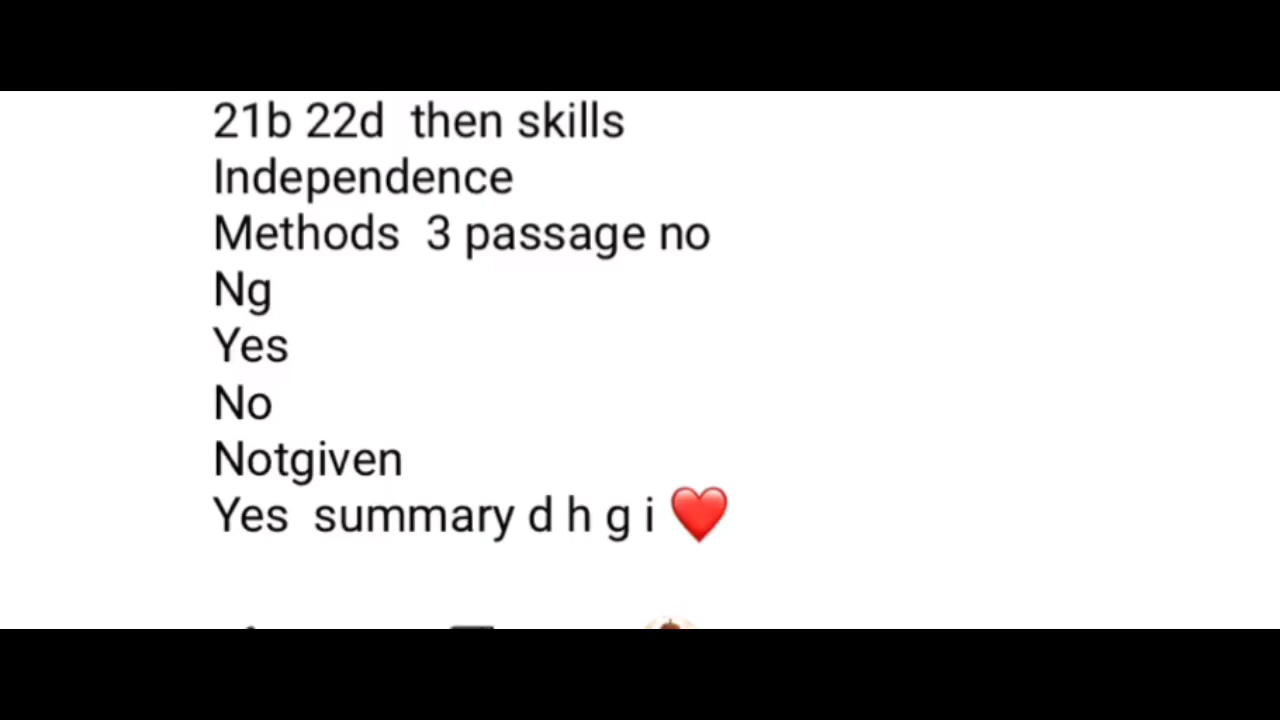 21b 22d  then skills
Independence
Methods  3 passage no
Ng
Yes
No
Notgiven
Yes  summary d h g i ❤️